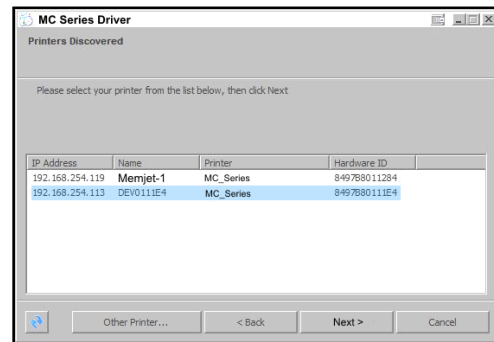 MC Series Driver
Printers Discovered
Please select your printer from the list below, then click Next
IP Address Name Printer Hardware ID
192.168.254.119 Memjet-1 MC_Series 8497B8011284
192.168.254.113 DEV0111E4 MC_Series 8497B80111E4
Other Printer... < Back Next > Cancel